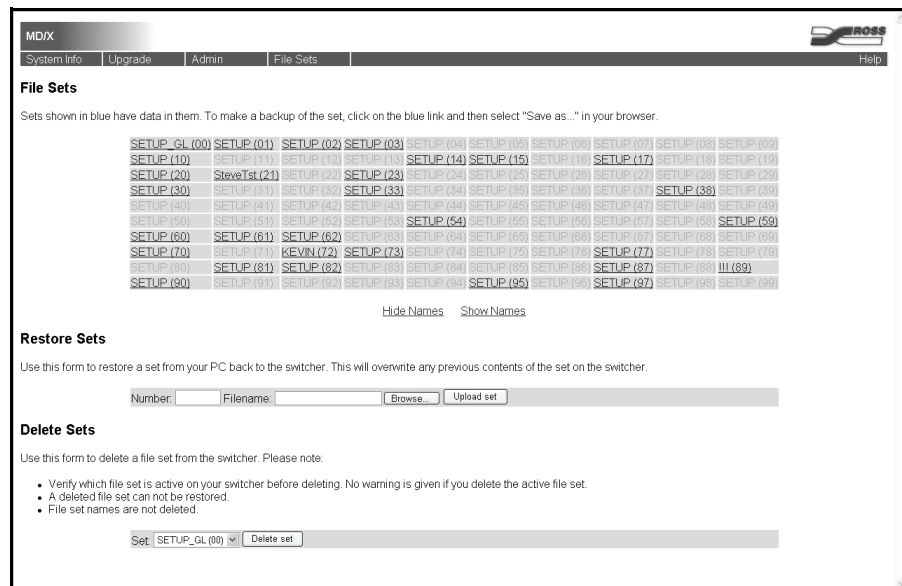 MD/X
ROSS
System Info Upgrade Admin File Sets Help
File Sets
Sets shown in blue have data in them. To make a backup of the set, click on the blue link and then select "Save as..." in your browser.
SETUP_GL (00) SETUP (01) SETUP (02) SETUP (03) SETUP (04) SETUP (05) SETUP (06) SETUP (07) SETUP (08) SETUP (09)
SETUP (10) SETUP (11) SETUP (12) SETUP (13) SETUP (14) SETUP (15) SETUP (16) SETUP (17) SETUP (18) SETUP (19)
SETUP (20) SteveTst (21) SETUP (22) SETUP (23) SETUP (24) SETUP (25) SETUP (26) SETUP (27) SETUP (28) SETUP (29)
SETUP (30) SETUP (31) SETUP (32) SETUP (33) SETUP (34) SETUP (35) SETUP (36) SETUP (37) SETUP (38) SETUP (39)
SETUP (40) SETUP (41) SETUP (42) SETUP (43) SETUP (44) SETUP (45) SETUP (46) SETUP (47) SETUP (48) SETUP (49)
SETUP (50) SETUP (51) SETUP (52) SETUP (53) SETUP (54) SETUP (55) SETUP (56) SETUP (57) SETUP (58) SETUP (59)
SETUP (60) SETUP (61) SETUP (62) SETUP (63) SETUP (64) SETUP (65) SETUP (66) SETUP (67) SETUP (68) SETUP (69)
SETUP (70) SETUP (71) KEVIN (72) SETUP (73) SETUP (74) SETUP (75) SETUP (76) SETUP (77) SETUP (78) SETUP (79)
SETUP (80) SETUP (81) SETUP (82) SETUP (83) SETUP (84) SETUP (85) SETUP (86) SETUP (87) SETUP (88) III (89)
SETUP (90) SETUP (91) SETUP (92) SETUP (93) SETUP (94) SETUP (95) SETUP (96) SETUP (97) SETUP (98) SETUP (99)
Hide Names Show Names
Restore Sets
Use this form to restore a set from your PC back to the switcher. This will overwrite any previous contents of the set on the switcher.
Number: Filename: Browse... Upload set
Delete Sets
Use this form to delete a file set from the switcher. Please note:
• Verify which file set is active on your switcher before deleting. No warning is given if you delete the active file set.
• A deleted file set can not be restored.
• File set names are not deleted.
Set: SETUP_GL (00) Delete set